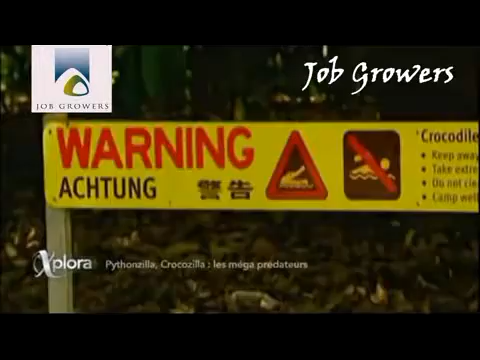 JOB GROWERS
Job Growers
WARNING
ACHTUNG 警告
Crocodile
• Keep away
• Take extre
• Do not cle
• Camp well
Xplora
Pythonzilla, Crocozilla : les méga prédateurs